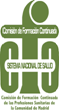 Comisión de Formación Continuada
SISTEMA NACIONAL DE SALUD
Comisión de Formación Continuada
de las Profesiones Sanitarias de
la Comunidad de Madrid